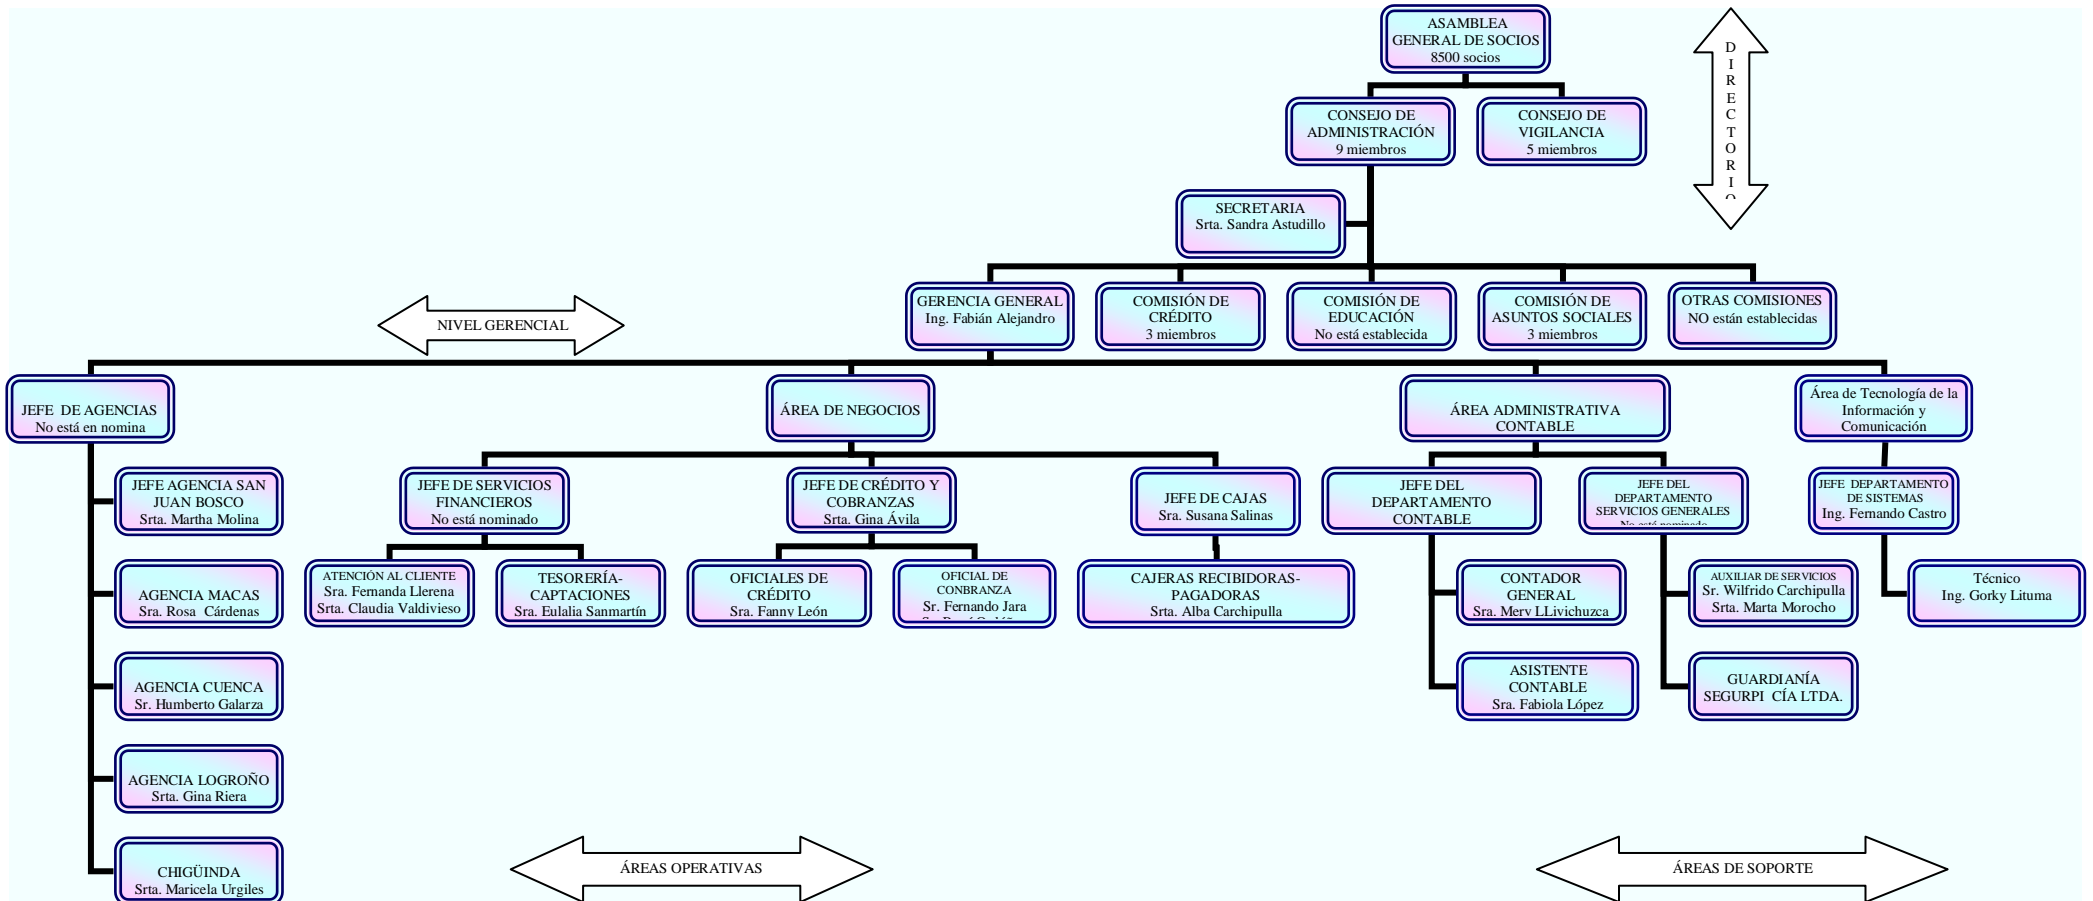 ASAMBLEA
GENERAL DE SOCIOS
8500 socios
DIRECTORIO
CONSEJO DE
ADMINISTRACIÓN
9 miembros
CONSEJO DE
VIGILANCIA
5 miembros
SECRETARIA
Srta. Sandra Astudillo
NIVEL GERENCIAL
GERENCIA GENERAL
Ing. Fabián Alejandro
COMISIÓN DE
CRÉDITO
3 miembros
COMISIÓN DE
EDUCACIÓN
No está establecida
COMISIÓN DE
ASUNTOS SOCIALES
3 miembros
OTRAS COMISIONES
NO están establecidas
JEFE DE AGENCIAS
No está en nomina
ÁREA DE NEGOCIOS
ÁREA ADMINISTRATIVA
CONTABLE
Área de Tecnología de la
Información y
Comunicación
JEFE AGENCIA SAN
JUAN BOSCO
Srta. Martha Molina
JEFE DE SERVICIOS
FINANCIEROS
No está nominado
JEFE DE CRÉDITO Y
COBRANZAS
Srta. Gina Ávila
JEFE DE CAJAS
Sra. Susana Salinas
JEFE DEL
DEPARTAMENTO
CONTABLE
JEFE DEL
DEPARTAMENTO
SERVICIOS GENERALES
No está nominado
JEFE DEPARTAMENTO
DE SISTEMAS
Ing. Fernando Castro
AGENCIA MACAS
Sra. Rosa Cárdenas
ATENCIÓN AL CLIENTE
Sra. Fernanda Llerena
Srta. Claudia Valdivieso
TESORERÍA-
CAPTACIONES
Sra. Eulalia Sanmartín
OFICIALES DE
CRÉDITO
Sra. Fanny León
OFICIAL DE
CONBRANZA
Sr. Fernando Jara
CAJERAS RECIBIDORAS-
PAGADORAS
Srta. Alba Carchipulla
CONTADOR
GENERAL
Sra. Mery LLivichuzca
AUXILIAR DE SERVICIOS
Sr. Wilfrido Carchipulla
Srta. Marta Morocho
Técnico
Ing. Gorky Lituma
AGENCIA CUENCA
Sr. Humberto Galarza
ASISTENTE
CONTABLE
Sra. Fabiola López
GUARDIANÍA
SEGURPI CÍA LTDA.
AGENCIA LOGROÑO
Srta. Gina Riera
CHIGÜINDA
Srta. Maricela Urgiles
ÁREAS OPERATIVAS
ÁREAS DE SOPORTE